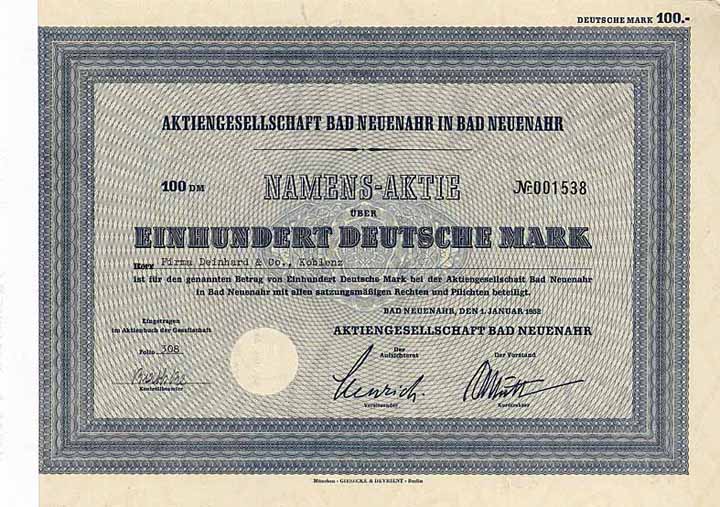 DEUTSCHE MARK 100.-
AKTIENGESELLSCHAFT BAD NEUENAHR IN BAD NEUENAHR
100 DM NAMENS-AKTIE № 001538
ÜBER
EINHUNDERT DEUTSCHE MARK
Herr Firma Deinhard & Co., Koblenz
ist für den genannten Betrag von Einhundert Deutsche Mark bei der Aktiengesellschaft Bad Neuenahr
in Bad Neuenahr mit allen satzungsmäßigen Rechten und Pflichten beteiligt.
BAD NEUENAHR, DEN 1. JANUAR 1952
AKTIENGESELLSCHAFT BAD NEUENAHR
Eingetragen
im Aktienbuch der Gesellschaft
Folio 308
Kontrollbeamter
Der
Aufsichtsrat
Vorsitzender
Der Vorstand
Kurdirektor
München - GIESECKE & DEVRIENT - Berlin